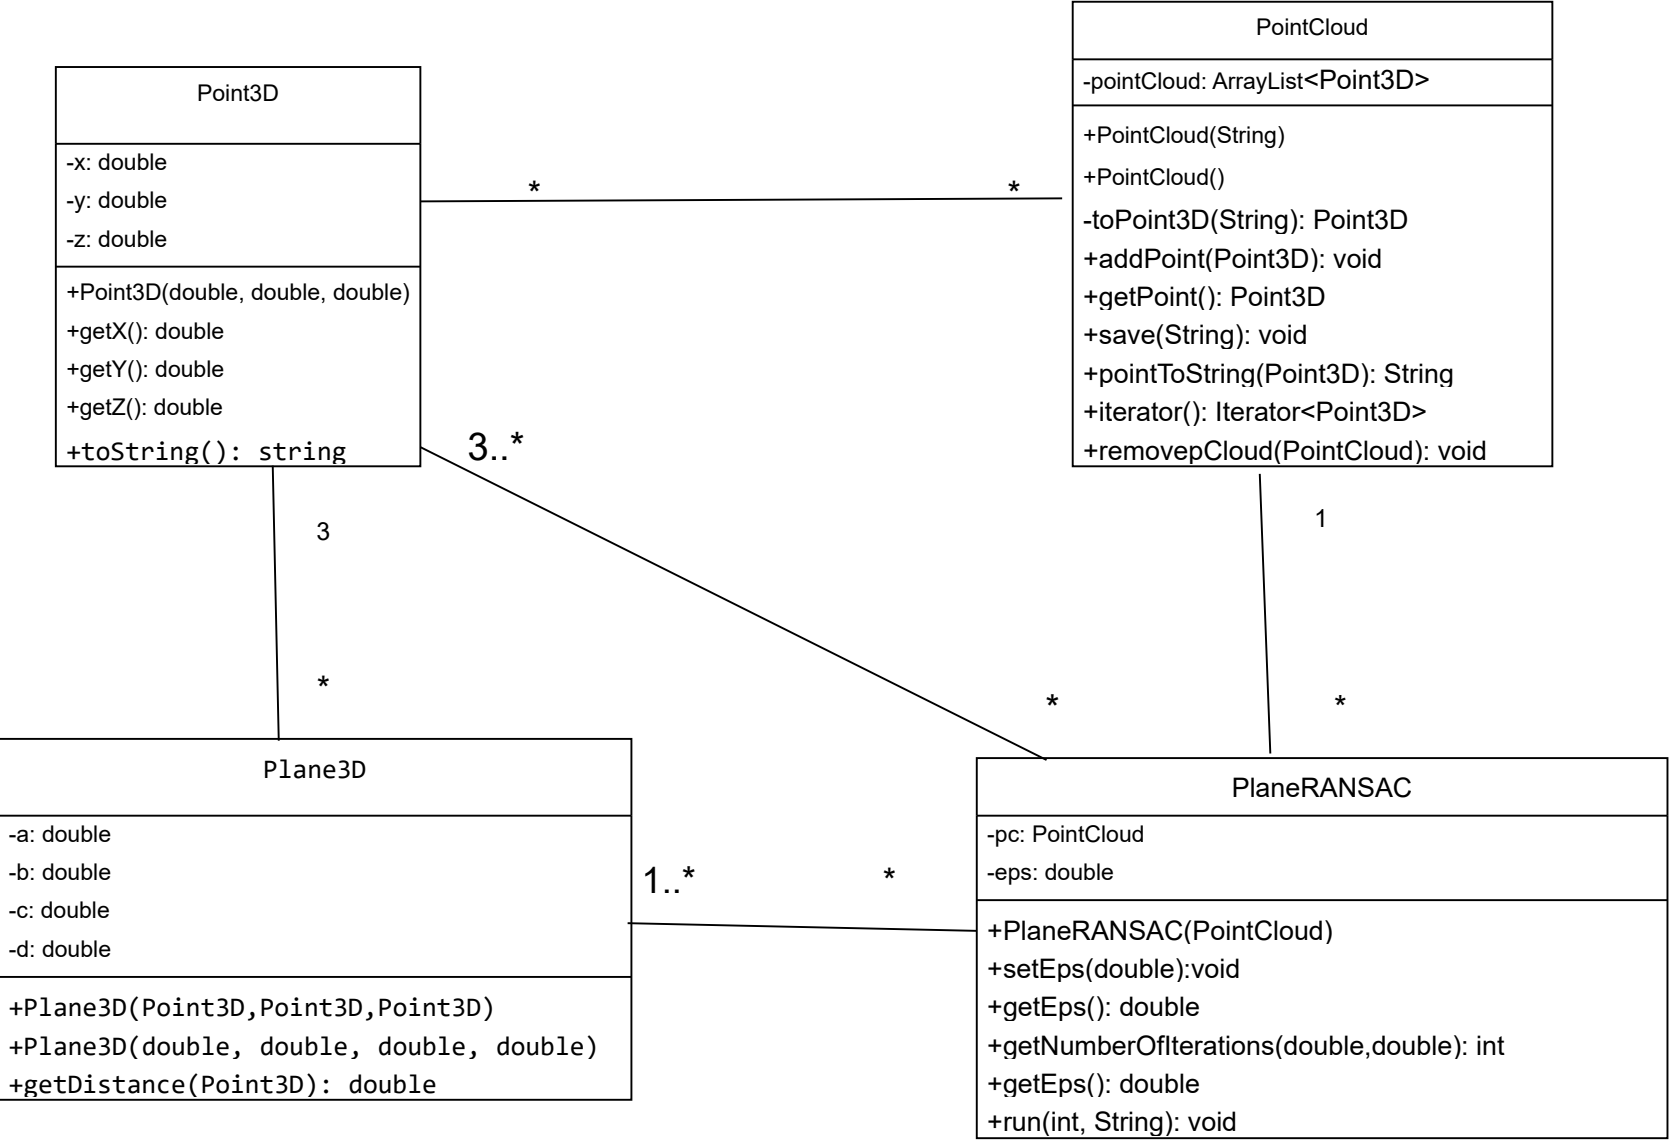 Point3D
-x: double
-y: double
-z: double
+Point3D(double, double, double)
+getX(): double
+getY(): double
+getZ(): double
+toString(): string
PointCloud
-pointCloud: ArrayList<Point3D>
+PointCloud(String)
+PointCloud()
-toPoint3D(String): Point3D
+addPoint(Point3D): void
+getPoint(): Point3D
+save(String): void
+pointToString(Point3D): String
+iterator(): Iterator<Point3D>
+removepCloud(PointCloud): void
*
*
3..*
3
1
*
*
*
Plane3D
-a: double
-b: double
-c: double
-d: double
+Plane3D(Point3D,Point3D,Point3D)
+Plane3D(double, double, double, double)
+getDistance(Point3D): double
1..*
*
PlaneRANSAC
-pc: PointCloud
-eps: double
+PlaneRANSAC(PointCloud)
+setEps(double):void
+getEps(): double
+getNumberOfIterations(double,double): int
+getEps(): double
+run(int, String): void